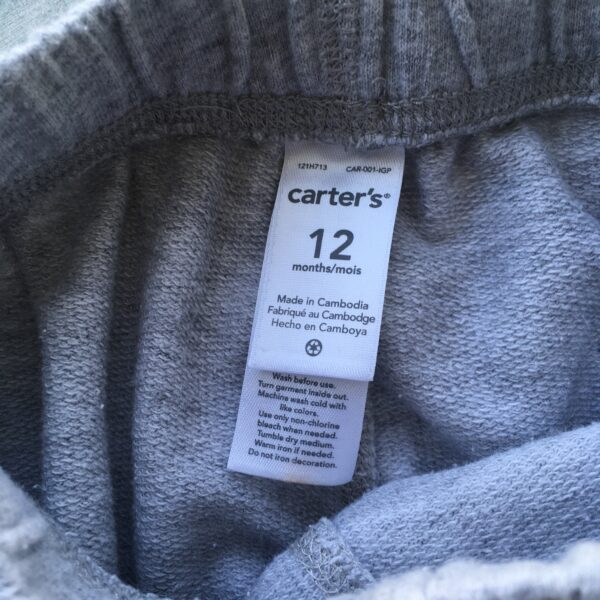 121H713 CAR-001-IGP
carter's®
12
months/mois
Made in Cambodia
Fabriqué au Cambodge
Hecho en Camboya
Wash before use.
Turn garment inside out.
Machine wash cold with
like colors.
Use only non-chlorine
bleach when needed.
Tumble dry medium.
Warm iron if needed.
Do not iron decoration.